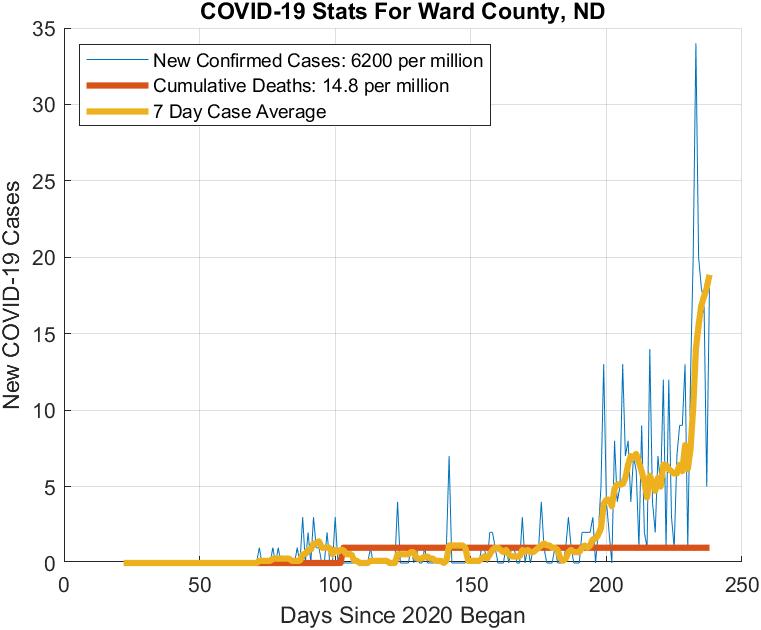 COVID-19 Stats For Ward County, ND
New Confirmed Cases: 6200 per million
Cumulative Deaths: 14.8 per million
7 Day Case Average
New COVID-19 Cases
35
30
25
20
15
10
5
0
0 50 100 150 200 250
Days Since 2020 Began